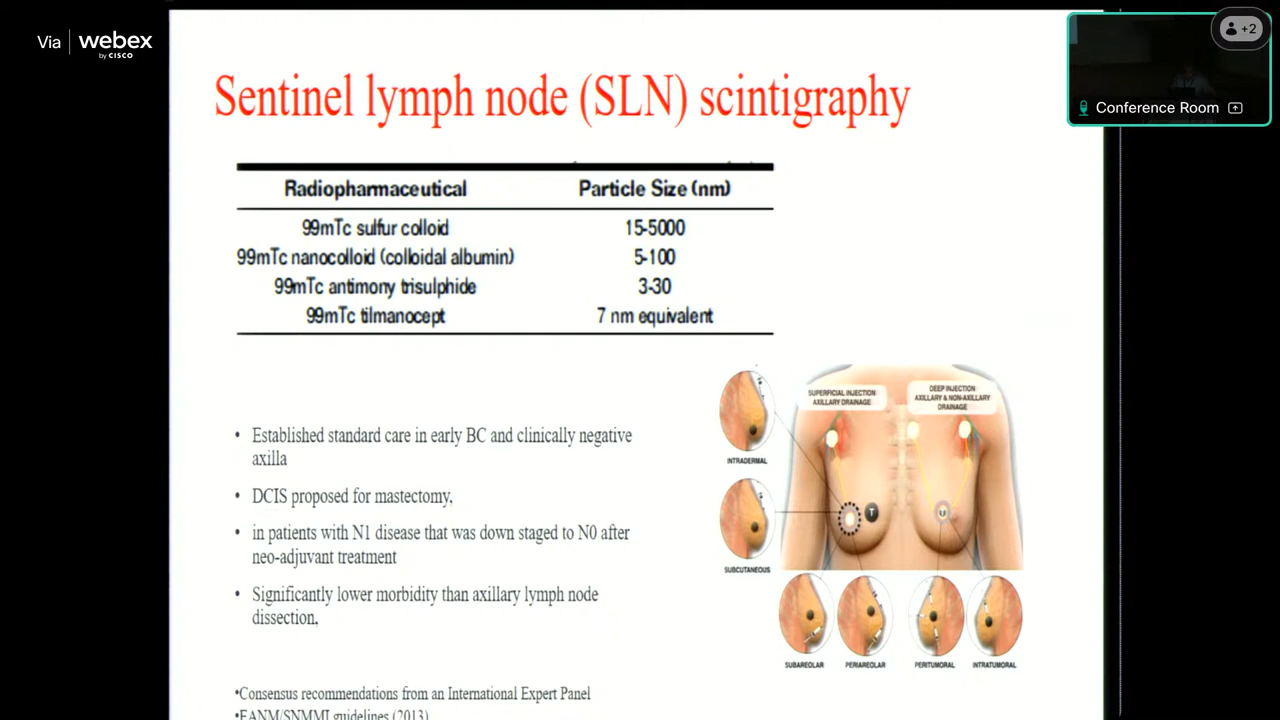 Via webex
by CISCO
+2
Conference Room
Sentinel lymph node (SLN) scintigraphy
Radiopharmaceutical Particle Size (nm)
99mTc sulfur colloid 15-5000
99mTc nanocolloid (colloidal albumin) 5-100
99mTc antimony trisulphide 3-30
99mTc tilmanocept 7 nm equivalent
• Established standard care in early BC and clinically negative
axilla
• DCIS proposed for mastectomy,
• in patients with N1 disease that was down staged to N0 after
neo-adjuvant treatment
• Significantly lower morbidity than axillary lymph node
dissection,
SUPERFICIAL INJECTION
AXILLARY DRAINAGE
DEEP INJECTION
AXILLARY & NON-AXILLARY
DRAINAGE
INTRADERMAL
T
SUBCUTANEOUS
SUBAREOLAR
PERIAREOLAR
PERITUMORAL
INTRATUMORAL
•Consensus recommendations from an International Expert Panel
•EANM/SNMMI guidelines (2013)